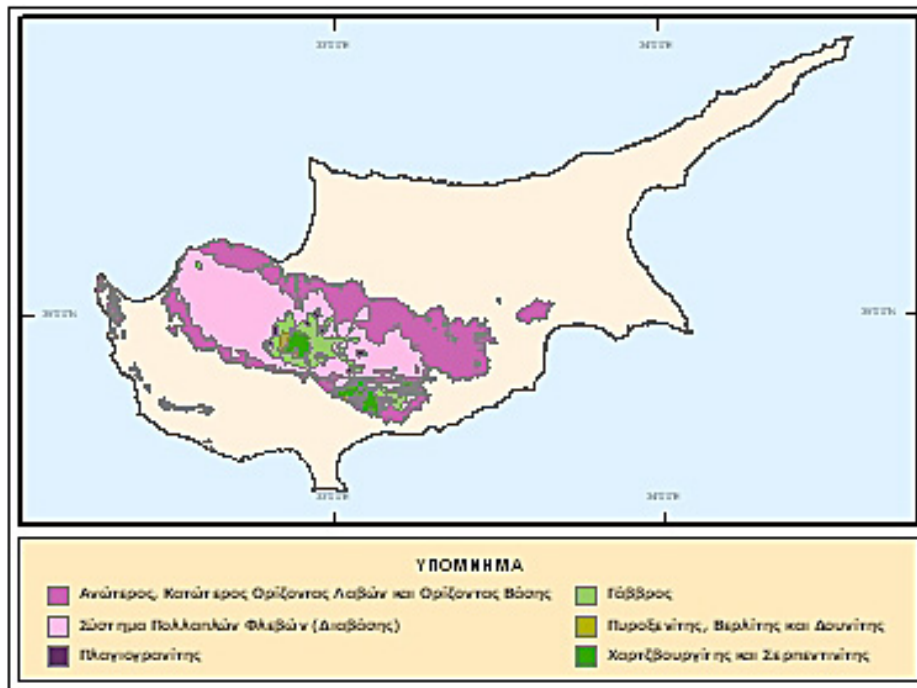 ΥΠΟΜΝΗΜΑ
Ανώτερος, Κατώτερος Ορίζοντας Λαβών και Ορίζοντας Βάσης
Σύστημα Πολλαπλών Φλεβών (Διαβάσης)
Πλαγιογρανίτης
Γάββρος
Πυροξενίτης, Βερλίτης και Δουνίτης
Χαρτζβουργίτης και Σερπεντινίτης